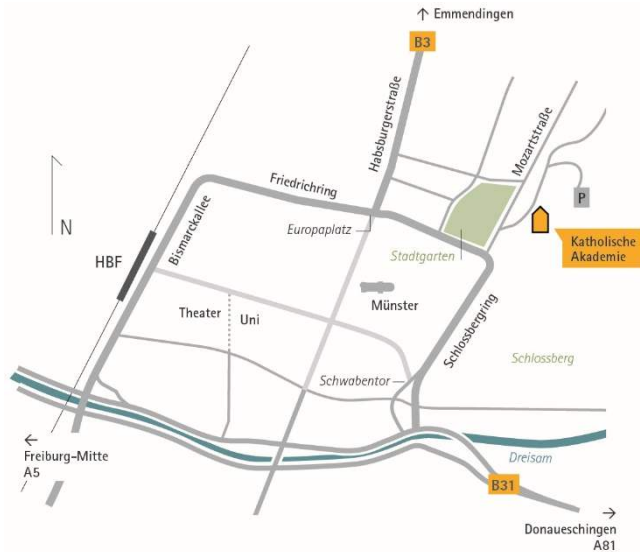 ↑ Emmendingen
B3
Habsburgerstraße
Mozartstraße
Friedrichring
P
N
Europaplatz
Bismarckallee
Stadtgarten
Katholische
Akademie
HBF
Münster
Theater
Uni
Schlossbergring
Schlossberg
Schwabentor
←
Freiburg-Mitte
A5
Dreisam
B31
→
Donaueschingen
A81